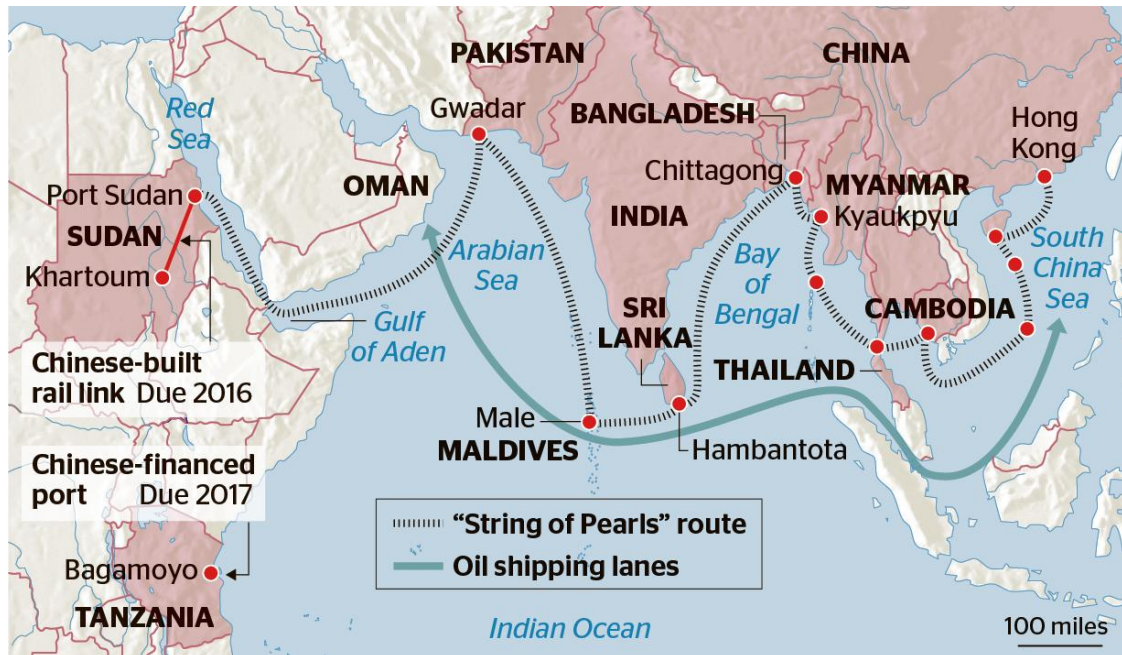 PAKISTAN
CHINA
Red
Sea
Gwadar
BANGLADESH
Hong
Kong
Chittagong
Port Sudan
OMAN
MYANMAR
Kyaukpyu
SUDAN
INDIA
Khartoum
Arabian
Sea
Bay
of
Bengal
South
China
Sea
SRI
LANKA
CAMBODIA
Gulf
of Aden
THAILAND
Chinese-built
rail link Due 2016
Male
MALDIVES
Hambantota
Chinese-financed
port Due 2017
“String of Pearls” route
Oil shipping lanes
Bagamoyo
TANZANIA
Indian Ocean
100 miles